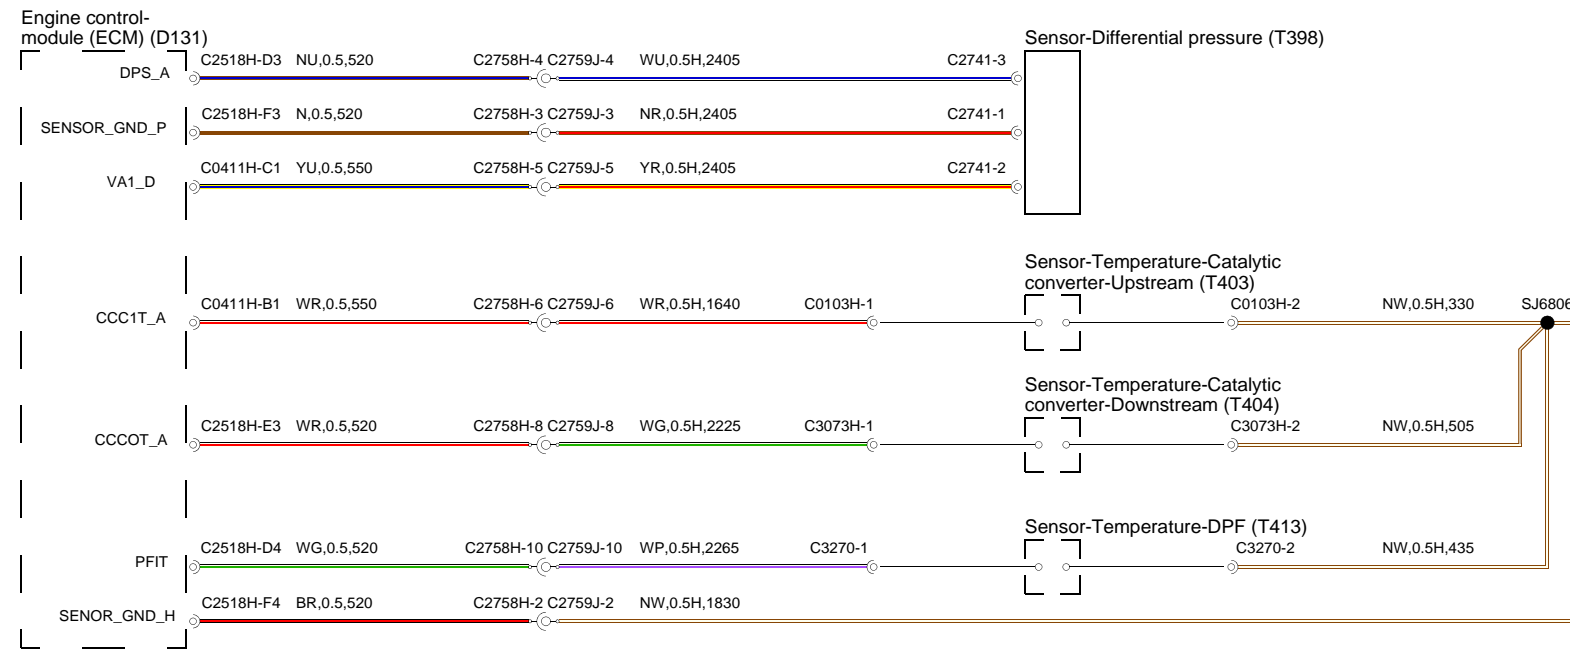 Engine control-
module (ECM) (D131)
Sensor-Differential pressure (T398)
DPS_A
C2518H-D3 NU,0.5,520 C2758H-4 C2759J-4 WU,0.5H,2405 C2741-3
SENSOR_GND_P
C2518H-F3 N,0.5,520 C2758H-3 C2759J-3 NR,0.5H,2405 C2741-1
VA1_D
C0411H-C1 YU,0.5,550 C2758H-5 C2759J-5 YR,0.5H,2405 C2741-2
Sensor-Temperature-Catalytic
converter-Upstream (T403)
CCC1T_A
C0411H-B1 WR,0.5,550 C2758H-6 C2759J-6 WR,0.5H,1640 C0103H-1 C0103H-2 NW,0.5H,330 SJ6806
Sensor-Temperature-Catalytic
converter-Downstream (T404)
CCCOT_A
C2518H-E3 WR,0.5,520 C2758H-8 C2759J-8 WG,0.5H,2225 C3073H-1 C3073H-2 NW,0.5H,505
Sensor-Temperature-DPF (T413)
PFIT
C2518H-D4 WG,0.5,520 C2758H-10 C2759J-10 WP,0.5H,2265 C3270-1 C3270-2 NW,0.5H,435
SENOR_GND_H
C2518H-F4 BR,0.5,520 C2758H-2 C2759J-2 NW,0.5H,1830